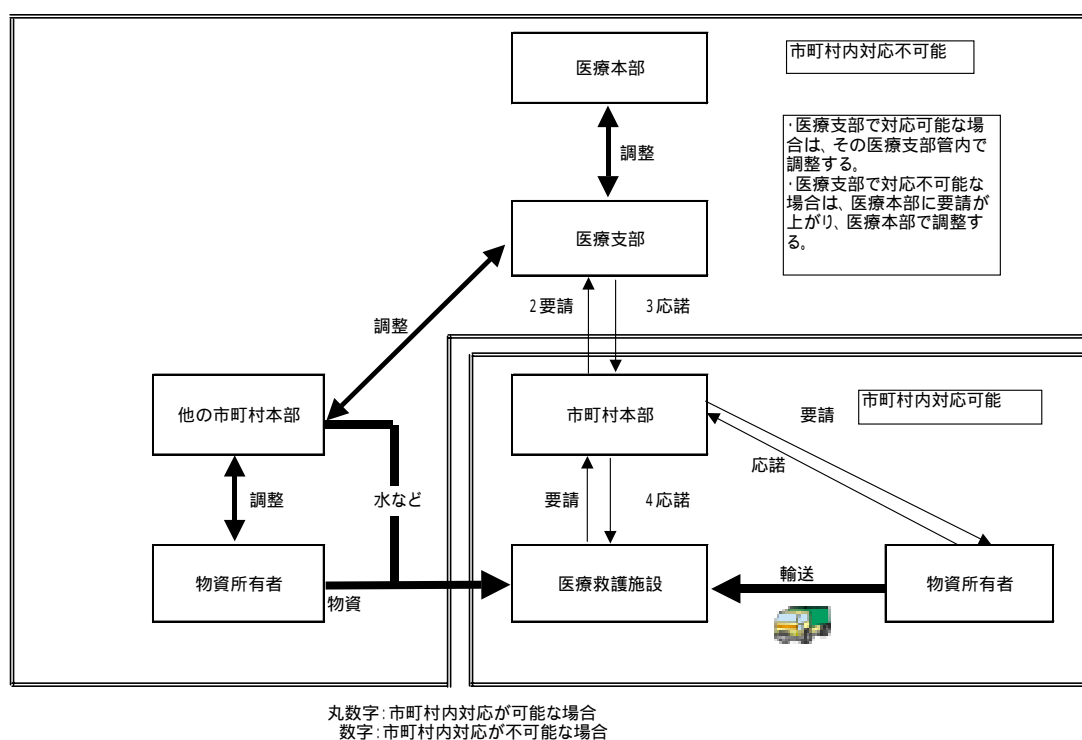 医療本部
市町村内対応不可能
調整
・医療支部で対応可能な場
合は、その医療支部管内で
調整する。
・医療支部で対応不可能な
場合は、医療本部に要請が
上がり、医療本部で調整す
る。
医療支部
2要請
3応諾
調整
他の市町村本部
市町村本部
市町村内対応可能
要請
応諾
調整
水など
要請
4応諾
物資所有者
物資
医療救護施設
輸送
物資所有者
丸数字：市町村内対応が可能な場合
数字：市町村内対応が不可能な場合